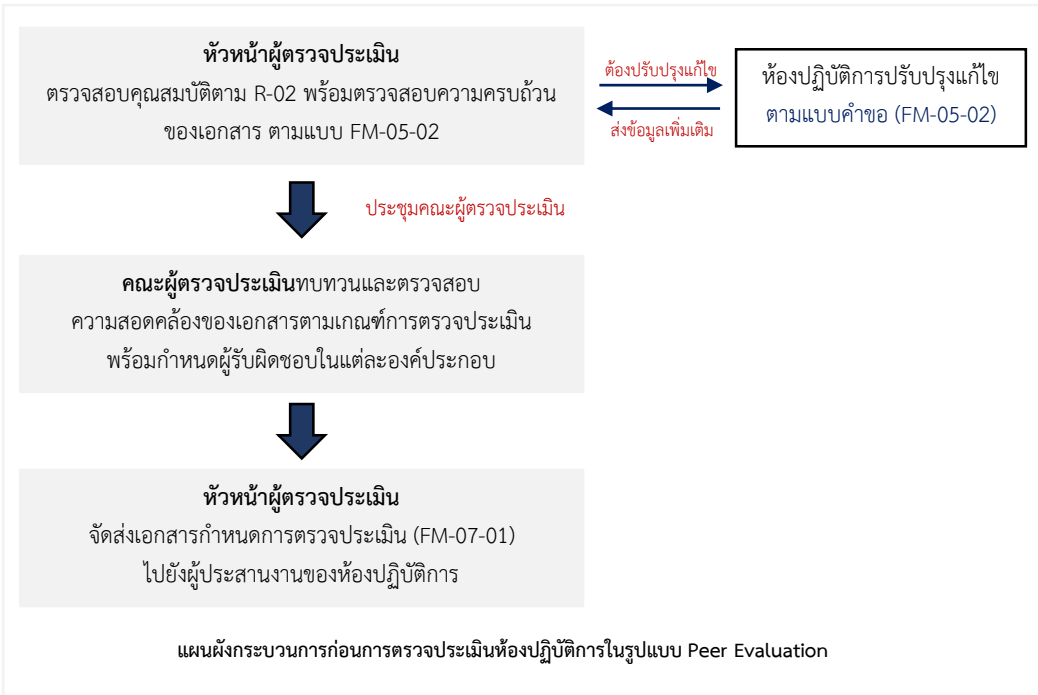 หัวหน้าผู้ตรวจประเมิน
ตรวจสอบคุณสมบัติตาม R-02 พร้อมตรวจสอบความครบถ้วน
ของเอกสาร ตามแบบ FM-05-02
ต้องปรับปรุงแก้ไข
ส่งข้อมูลเพิ่มเติม
ห้องปฏิบัติการปรับปรุงแก้ไข
ตามแบบคำขอ (FM-05-02)
ประชุมคณะผู้ตรวจประเมิน
คณะผู้ตรวจประเมินทบทวนและตรวจสอบ
ความสอดคล้องของเอกสารตามเกณฑ์การตรวจประเมิน
พร้อมกำหนดผู้รับผิดชอบในแต่ละองค์ประกอบ
หัวหน้าผู้ตรวจประเมิน
จัดส่งเอกสารกำหนดการตรวจประเมิน (FM-07-01)
ไปยังผู้ประสานงานของห้องปฏิบัติการ
แผนผังกระบวนการก่อนการตรวจประเมินห้องปฏิบัติการในรูปแบบ Peer Evaluation